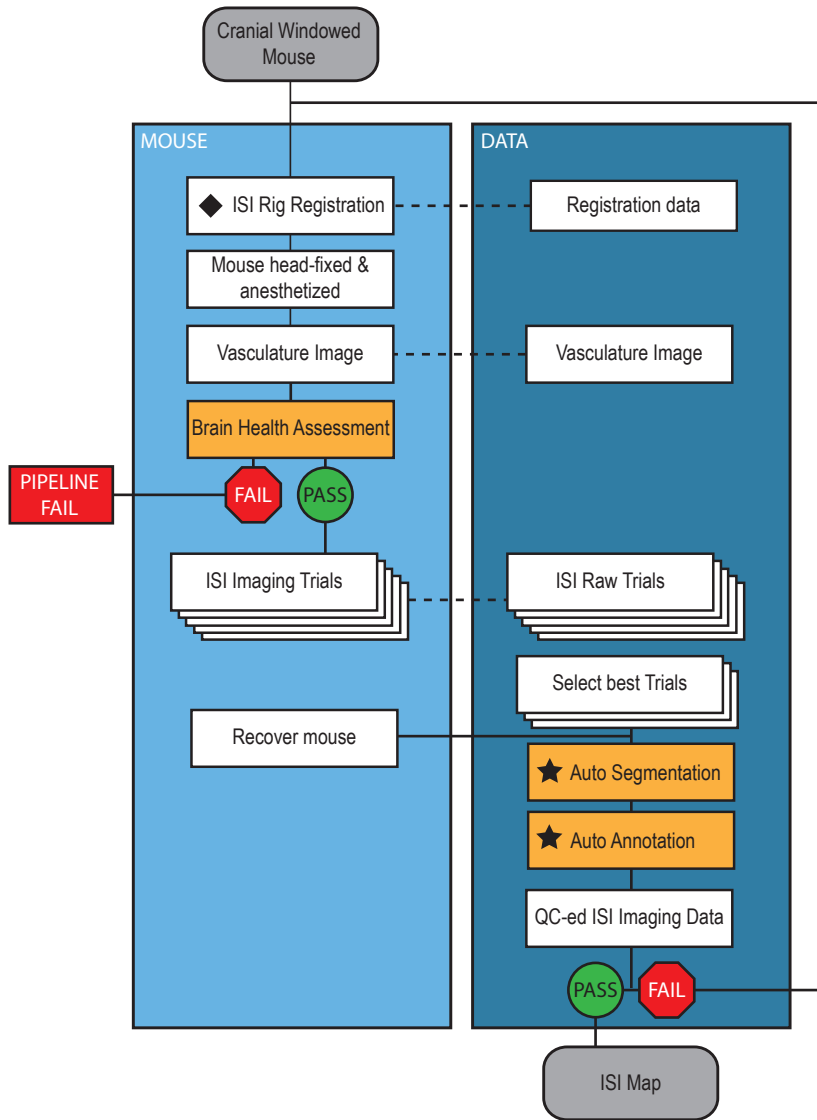 Cranial Windowed
Mouse
MOUSE
DATA
ISI Rig Registration
Registration data
Mouse head-fixed &
anesthetized
Vasculature Image
Vasculature Image
Brain Health Assessment
PIPELINE
FAIL
FAIL
PASS
ISI Imaging Trials
ISI Raw Trials
Select best Trials
Recover mouse
Auto Segmentation
Auto Annotation
QC-ed ISI Imaging Data
PASS
FAIL
ISI Map